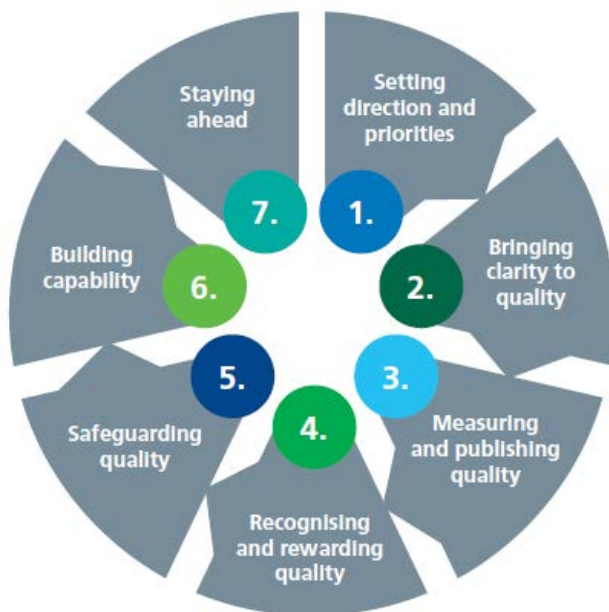 1.
Setting
direction and
priorities
2.
Bringing
clarity to
quality
3.
Measuring
and publishing
quality
4.
Recognising
and rewarding
quality
5.
Safeguarding
quality
6.
Building
capability
7.
Staying
ahead